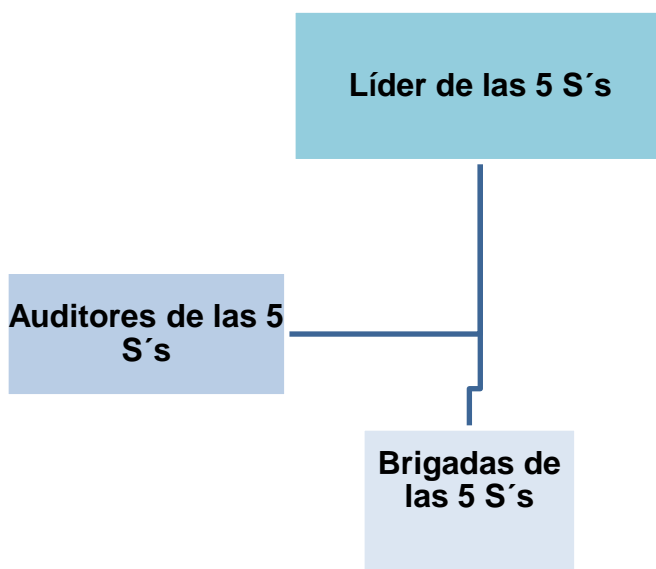 Líder de las 5 S´s
Auditores de las 5
S´s
Brigadas de
las 5 S´s